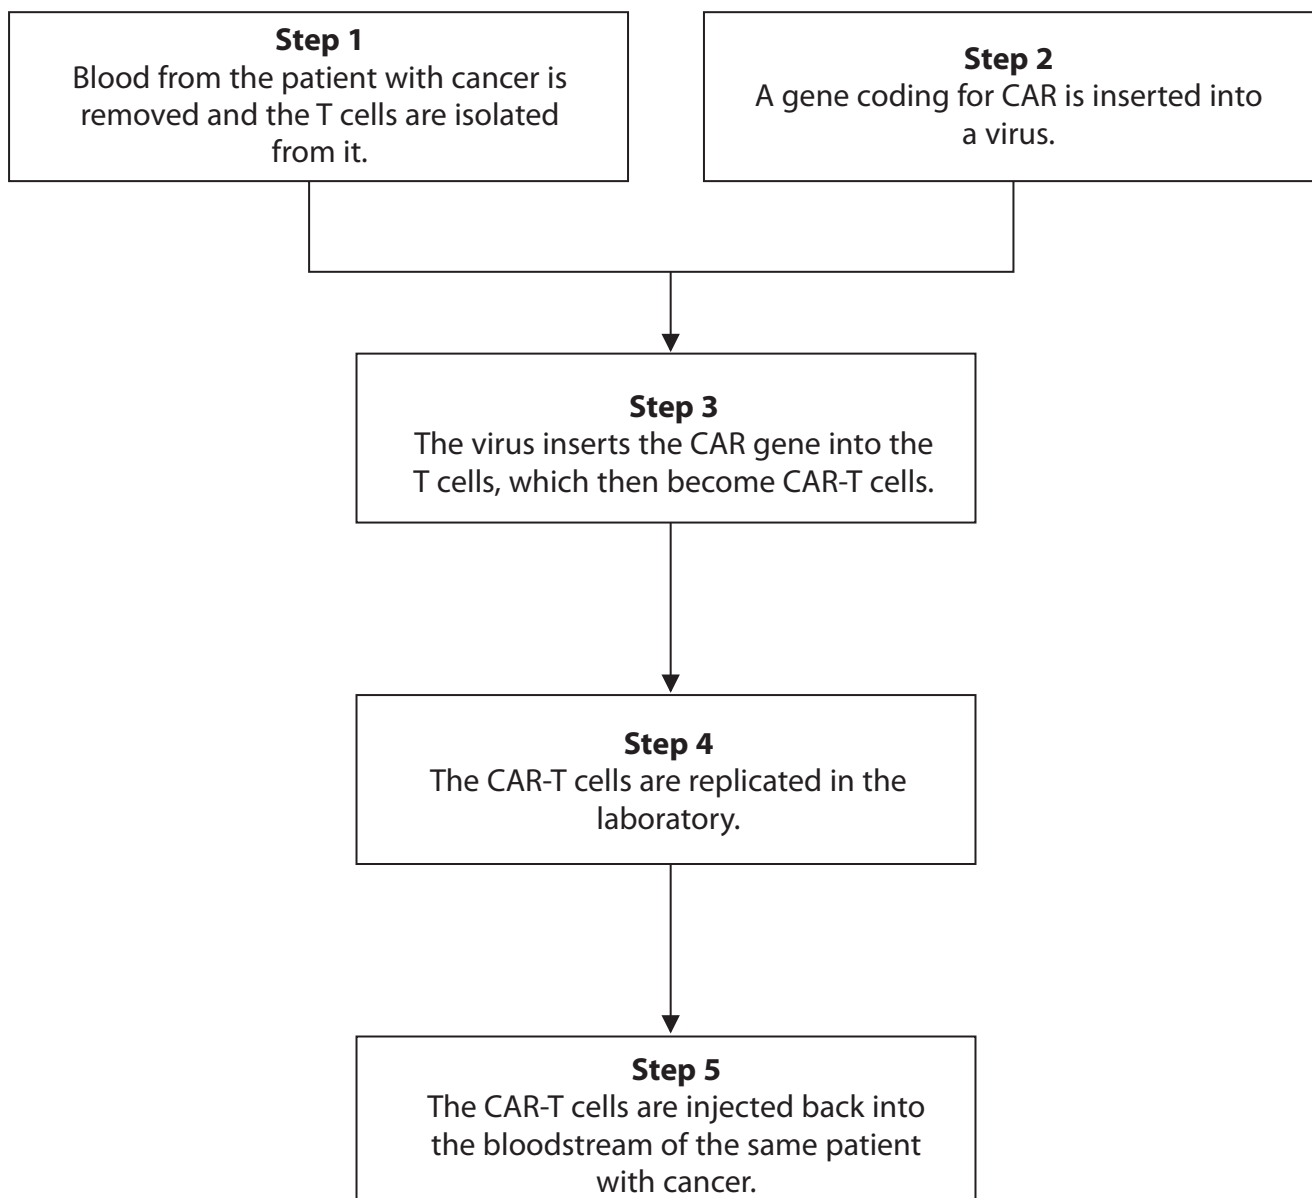 Step 1
Blood from the patient with cancer is
removed and the T cells are isolated
from it.
Step 2
A gene coding for CAR is inserted into
a virus.
Step 3
The virus inserts the CAR gene into the
T cells, which then become CAR-T cells.
Step 4
The CAR-T cells are replicated in the
laboratory.
Step 5
The CAR-T cells are injected back into
the bloodstream of the same patient
with cancer.